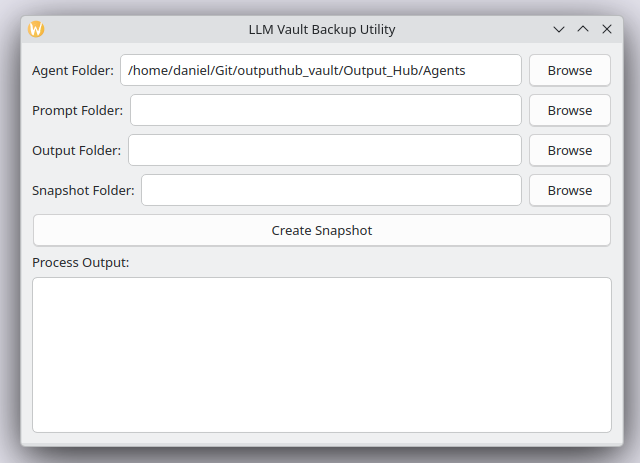 LLM Vault Backup Utility
Agent Folder: /home/daniel/Git/outputhub_vault/Output_Hub/Agents Browse
Prompt Folder: Browse
Output Folder: Browse
Snapshot Folder: Browse
Create Snapshot
Process Output: